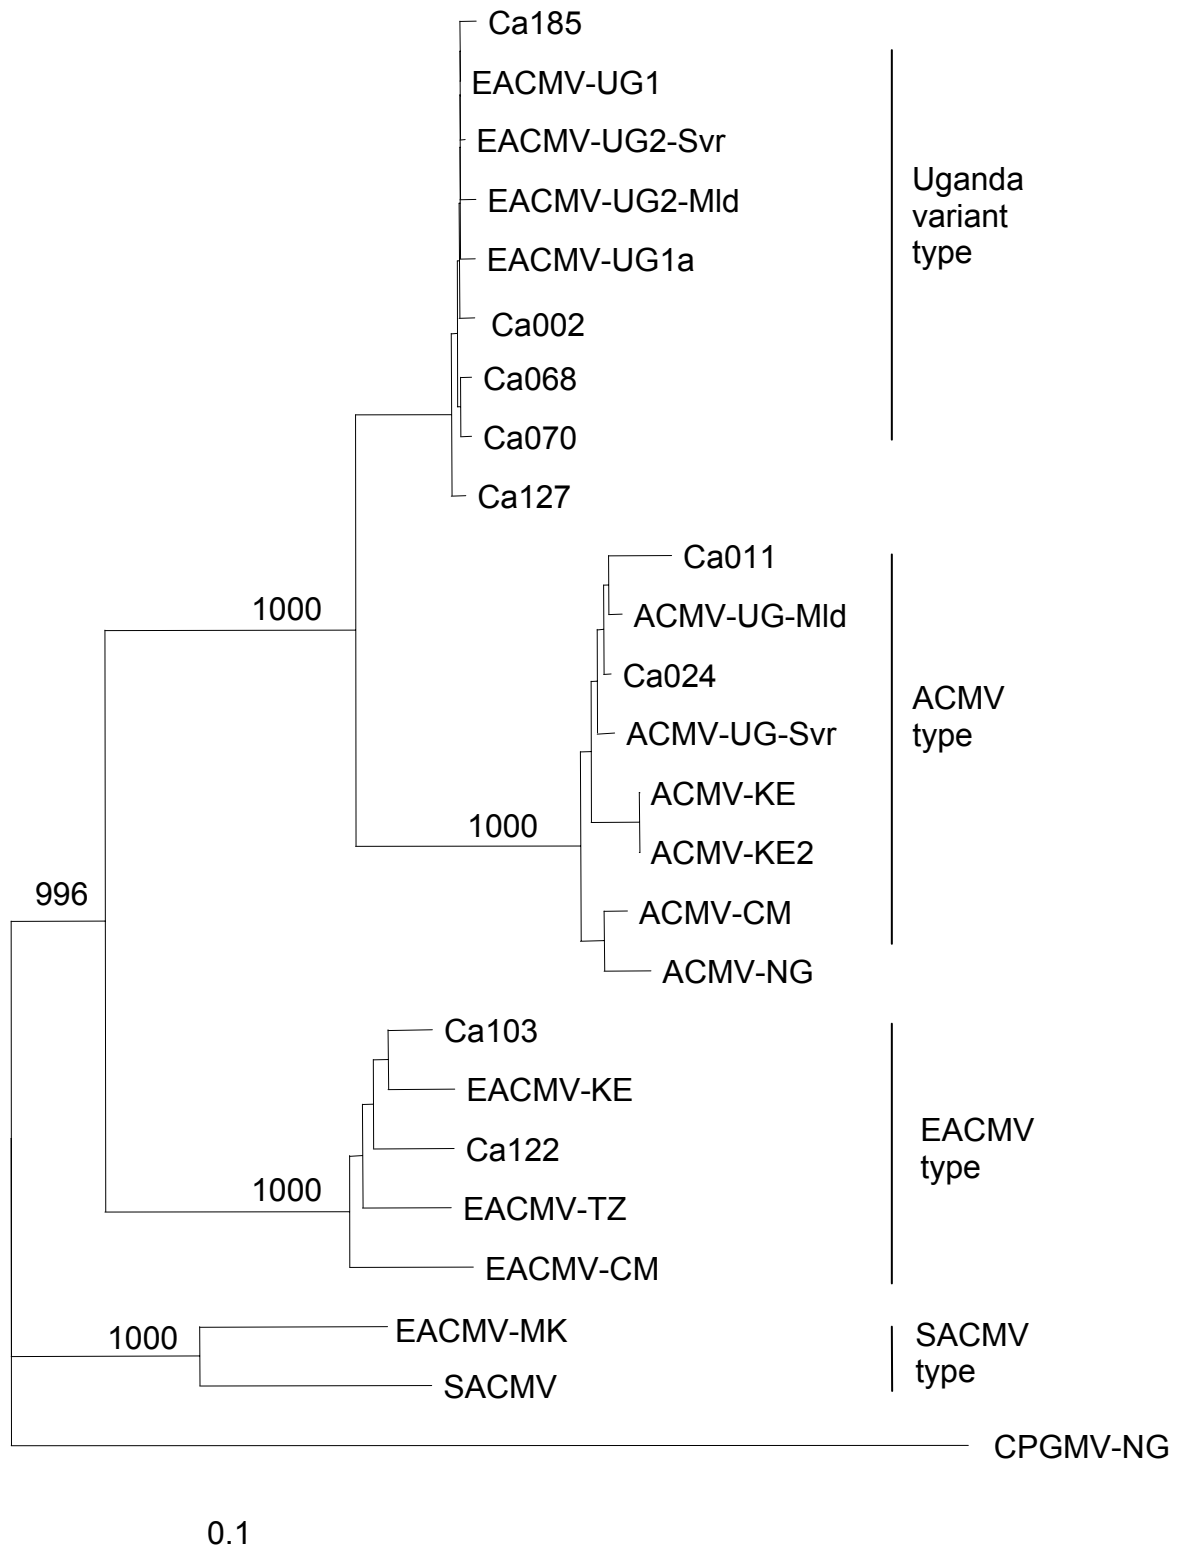 Ca185
EACMV-UG1
EACMV-UG2-Svr
EACMV-UG2-Mld
EACMV-UG1a
Ca002
Ca068
Ca070
Ca127
Uganda
variant
type
1000
Ca011
ACMV-UG-Mld
Ca024
ACMV-UG-Svr
ACMV-KE
ACMV-KE2
ACMV-CM
ACMV-NG
ACMV
type
1000
996
Ca103
EACMV-KE
Ca122
EACMV-TZ
EACMV-CM
EACMV
type
1000
EACMV-MK
SACMV
SACMV
type
1000
CPGMV-NG
0.1